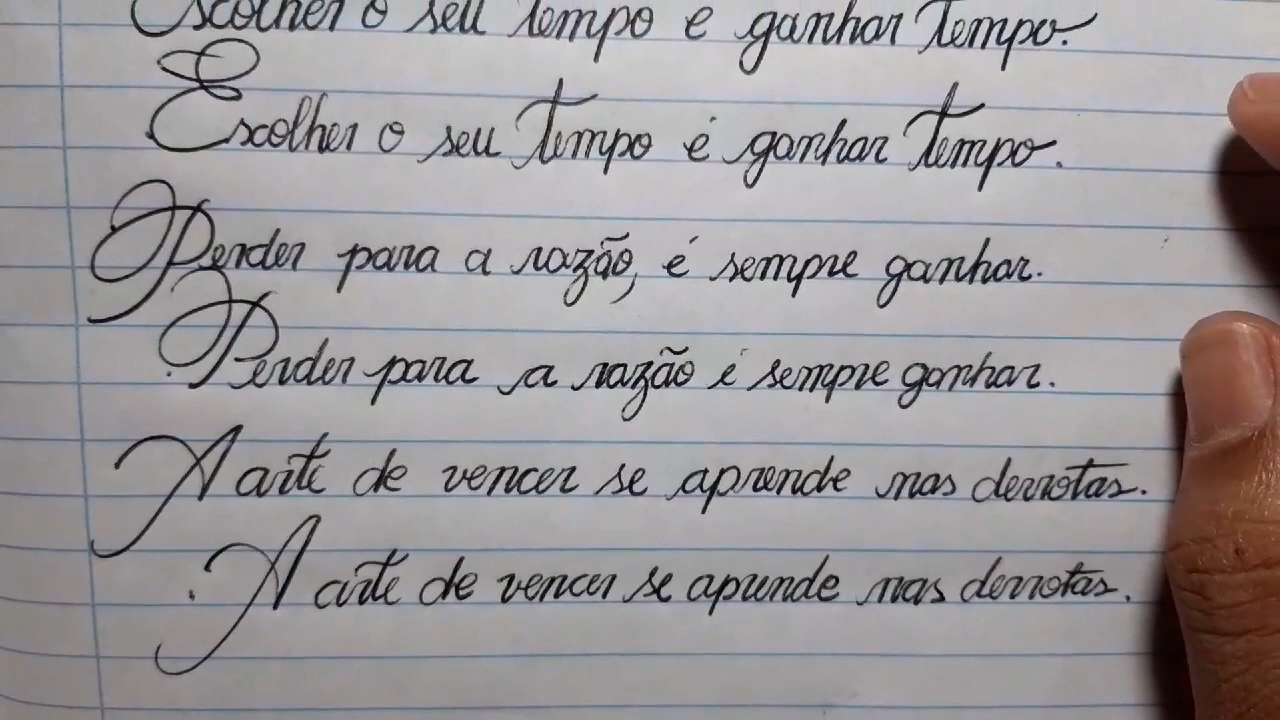 Escolher o seu tempo e ganhar Tempo.
Escolher o seu Tempo é ganhar Tempo.
Perder para a razão, é sempre ganhar.
Perder para a razão é sempre ganhar.
A arte de vencer se aprende nas derrotas.
A arte de vencer se aprende nas derrotas.